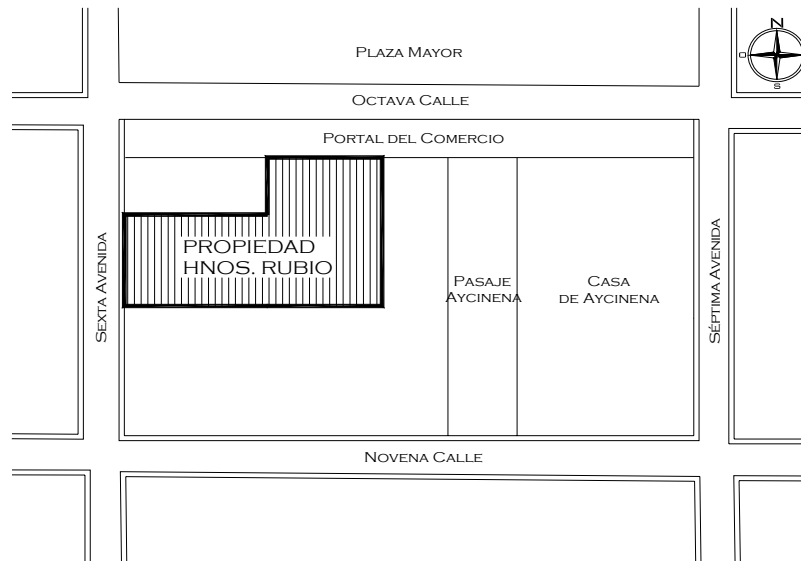 N
O
S
PLAZA MAYOR
OCTAVA CALLE
PORTAL DEL COMERCIO
SEXTA AVENIDA
PROPIEDAD
HNOS. RUBIO
PASAJE
AYCINENA
CASA
DE AYCINENA
SÉPTIMA AVENIDA
NOVENA CALLE